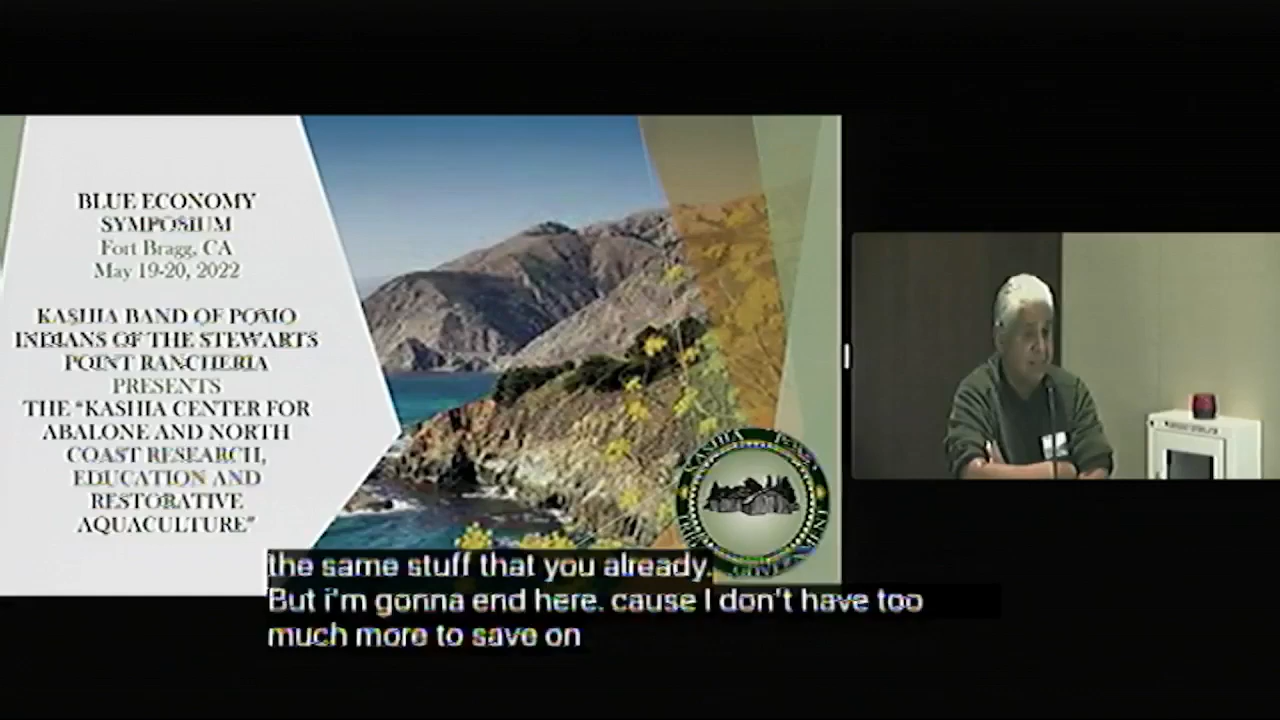 BLUE ECONOMY
SYMPOSIUM
Fort Bragg, CA
May 19-20, 2022
KASHIA BAND OF POMO
INDIANS OF THE STEWARTS
POINT RANCHERIA
PRESENTS
THE "KASHIA CENTER FOR
ABALONE AND NORTH
COAST RESEARCH,
EDUCATION AND
RESTORATIVE
AQUACULTURE"
KASHIA
the same stuff that you already.
But i'm gonna end here. cause I don't have too
much more to save on